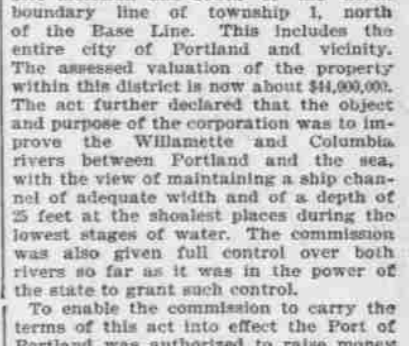 boundary line of township 1, north
of the Base Line. This includes the
entire city of Portland and vicinity.
The assessed valuation of the property
within this district is now about $44,000,000.
The act further declared that the object
and purpose of the corporation was to im-
prove the Willamette and Columbia
rivers between Portland and the sea,
with the view of maintaining a ship chan-
nel of adequate width and of a depth of
25 feet at the shoalest places during the
lowest stages of water. The commission
was also given full control over both
rivers so far as it was in the power of
the state to grant such control.
To enable the commission to carry the
terms of this act into effect the Port of
Portland was authorized to raise money